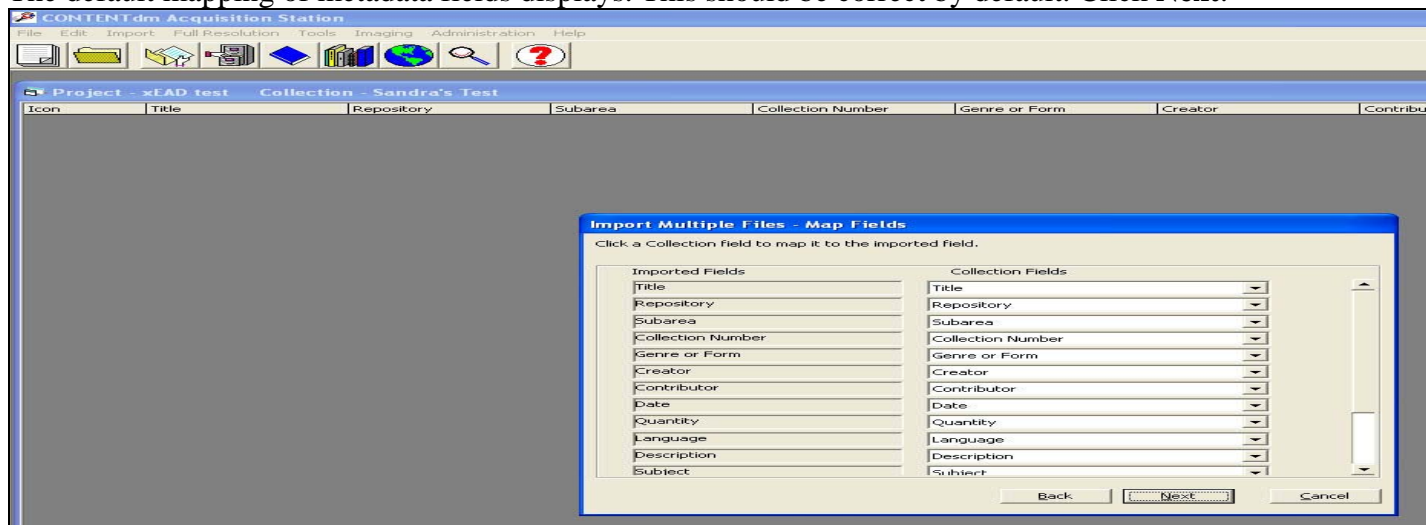 The default mapping of metadata fields displays. This should be correct by default. Click Next.
CONTENTdm Acquisition Station
File Edit Import Full Resolution Tools Imaging Administration Help
Project - xEAD test Collection - Sandra's Test
Icon Title Repository Subarea Collection Number Genre or Form Creator Contribu
Import Multiple Files - Map Fields
Click a Collection field to map it to the imported field.
Imported Fields Collection Fields
Title Title
Repository Repository
Subarea Subarea
Collection Number Collection Number
Genre or Form Genre or Form
Creator Creator
Contributor Contributor
Date Date
Quantity Quantity
Language Language
Description Description
Subject Subject
Back Next Cancel